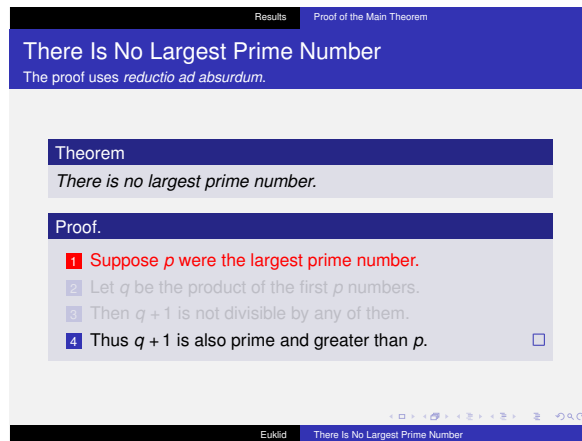 Results Proof of the Main Theorem
There Is No Largest Prime Number
The proof uses reductio ad absurdum.
Theorem
There is no largest prime number.
Proof.
1 Suppose p were the largest prime number.
2 Let q be the product of the first p numbers.
3 Then q + 1 is not divisible by any of them.
4 Thus q + 1 is also prime and greater than p.
Euklid There Is No Largest Prime Number